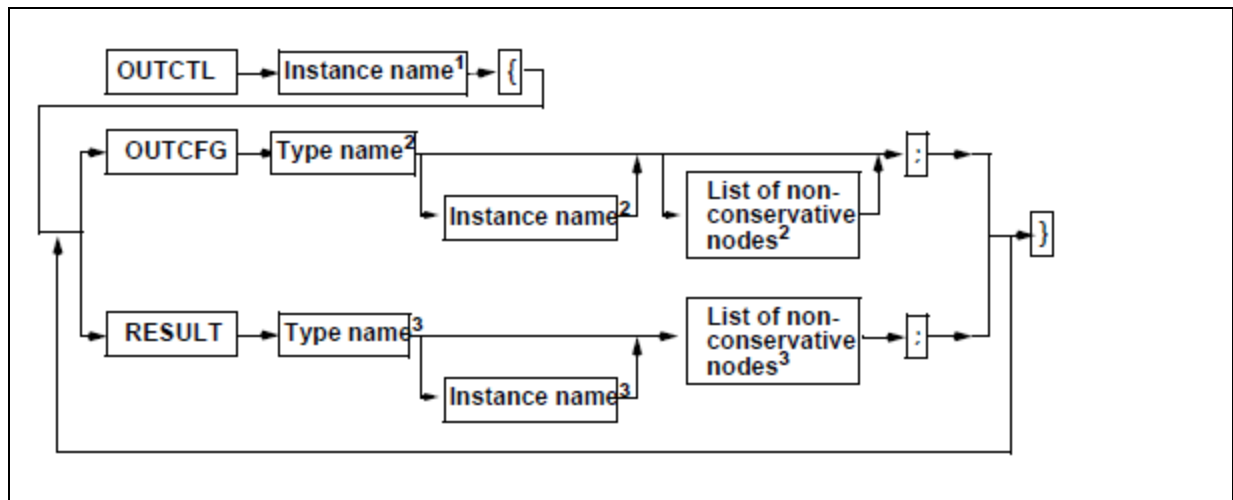 OUTCTL Instance name¹ {
OUTCFG Type name² :
Instance name²
List of non-
conservative
nodes²
}
RESULT Type name³ :
Instance name³
List of non-
conservative
nodes³